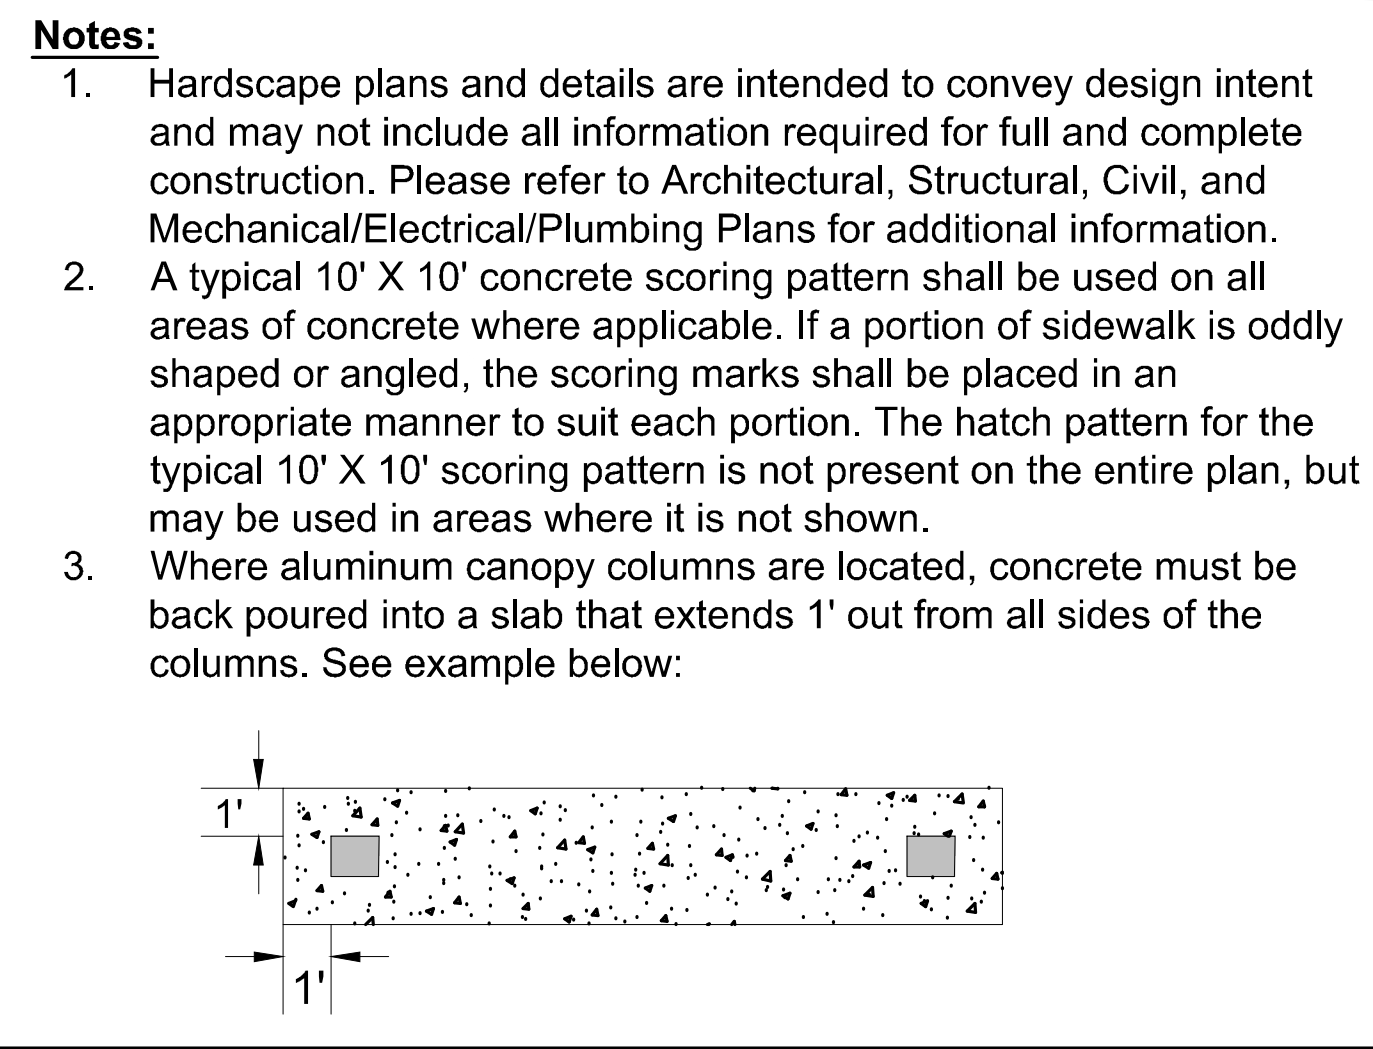 Notes:
1. Hardscape plans and details are intended to convey design intent
and may not include all information required for full and complete
construction. Please refer to Architectural, Structural, Civil, and
Mechanical/Electrical/Plumbing Plans for additional information.
2. A typical 10' X 10' concrete scoring pattern shall be used on all
areas of concrete where applicable. If a portion of sidewalk is oddly
shaped or angled, the scoring marks shall be placed in an
appropriate manner to suit each portion. The hatch pattern for the
typical 10' X 10' scoring pattern is not present on the entire plan, but
may be used in areas where it is not shown.
3. Where aluminum canopy columns are located, concrete must be
back poured into a slab that extends 1' out from all sides of the
columns. See example below:
1'
1'